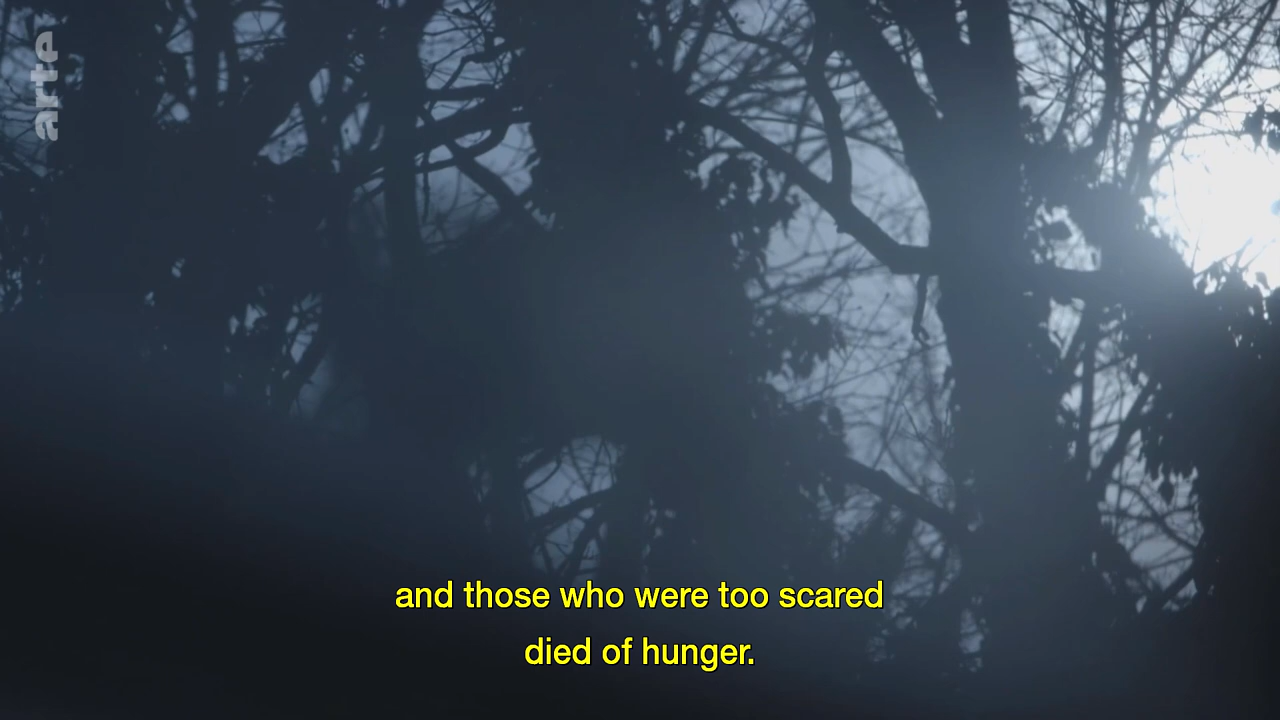 arte
and those who were too scared
died of hunger.